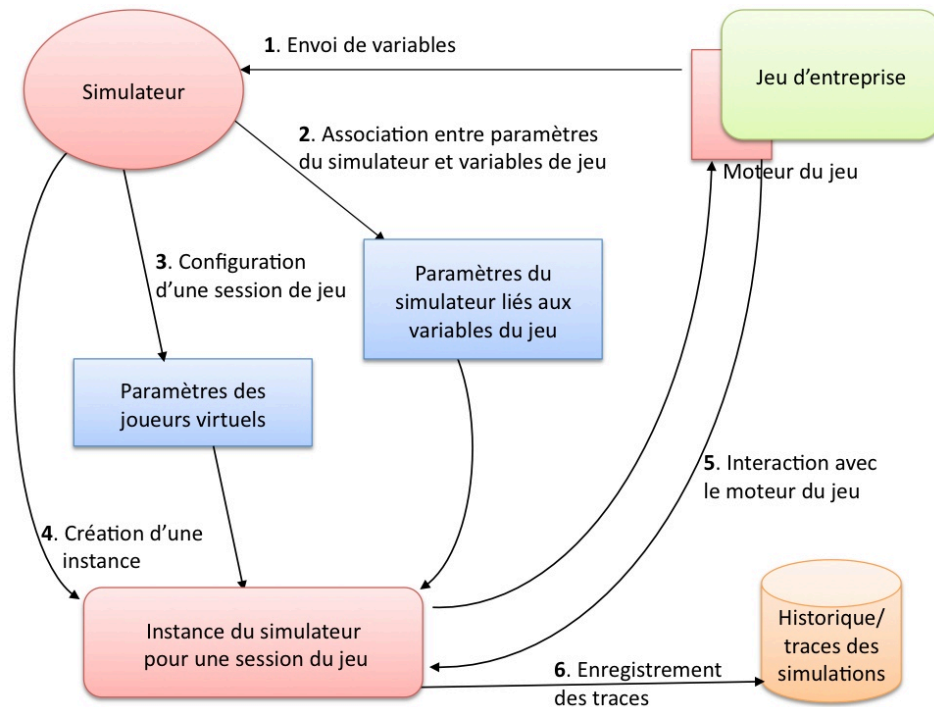 1. Envoi de variables
Simulateur
Jeu d’entreprise
2. Association entre paramètres
du simulateur et variables de jeu
Moteur du jeu
3. Configuration
d’une session de jeu
Paramètres du
simulateur liés aux
variables du jeu
Paramètres des
joueurs virtuels
5. Interaction avec
le moteur du jeu
4. Création d’une
instance
Instance du simulateur
pour une session du jeu
Historique/
traces des
simulations
6. Enregistrement
des traces